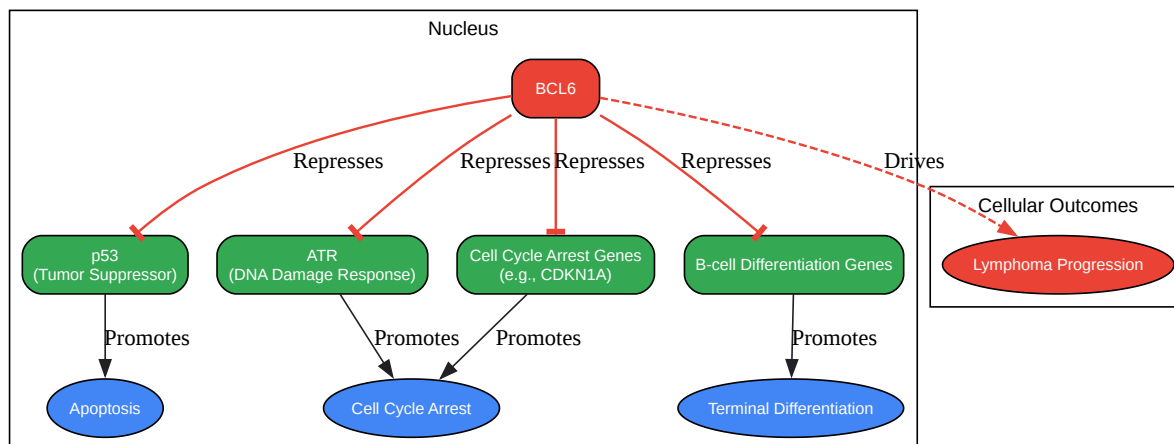 Nucleus
BCL6
Represses
Represses
Represses
Represses
Drives
Cellular Outcomes
p53
(Tumor Suppressor)
ATR
(DNA Damage Response)
Cell Cycle Arrest Genes
(e.g., CDKN1A)
B-cell Differentiation Genes
Lymphoma Progression
Promotes
Promotes
Promotes
Promotes
Apoptosis
Cell Cycle Arrest
Terminal Differentiation